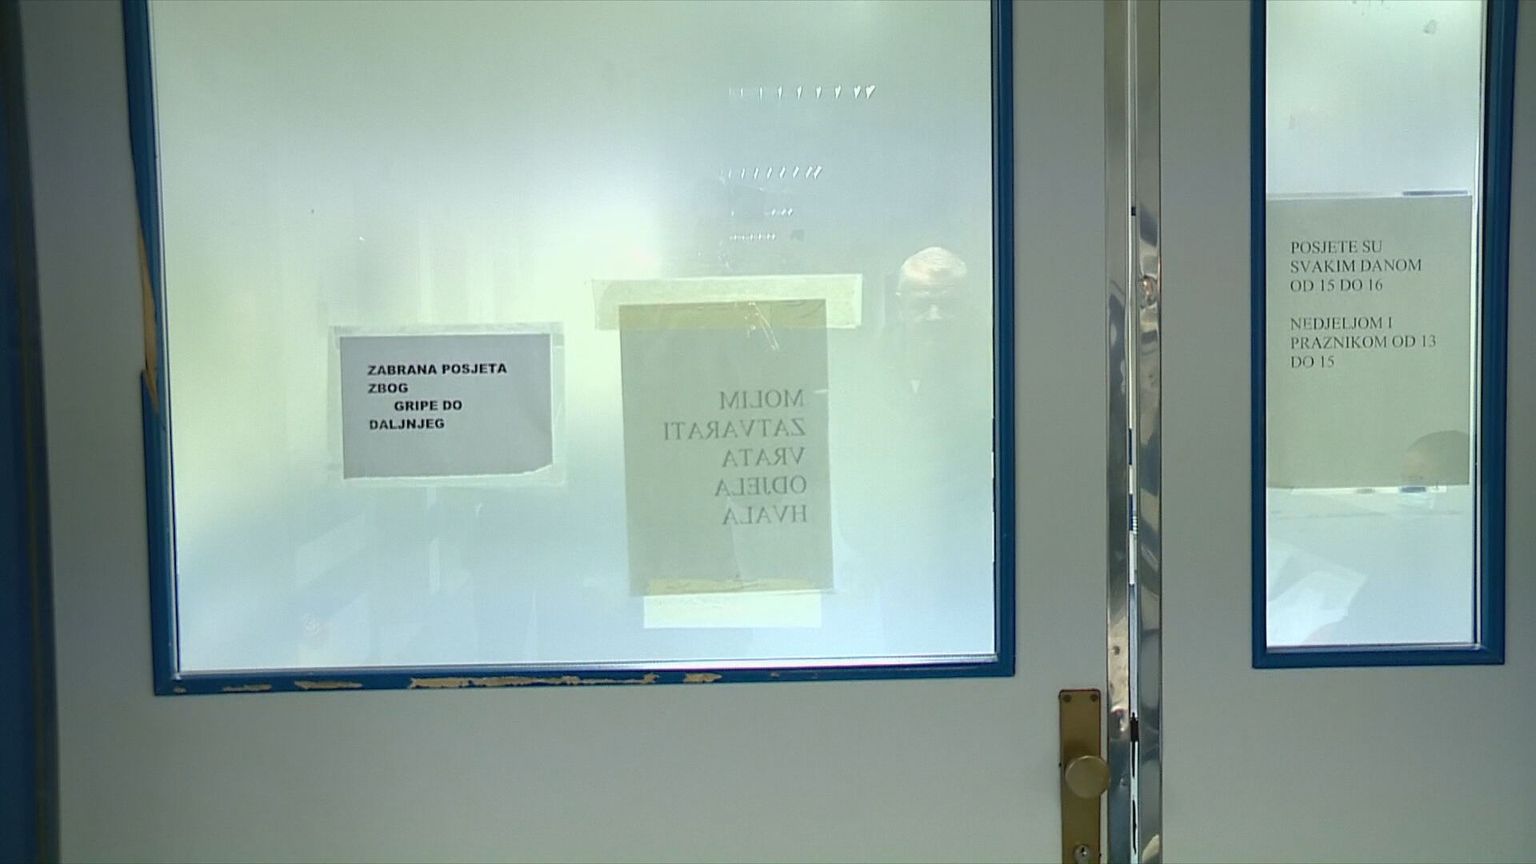 ZABRANA POSJETA
ZBOG
GRIPE DO
DALJNJEG
MOLIM
ZATVARATI
VRATA
ODJELA
HVALA
POSJETE SU
SVAKIM DANOM
OD 15 DO 16
NEDJELJOM I
PRAZNIKOM OD 13
DO 15